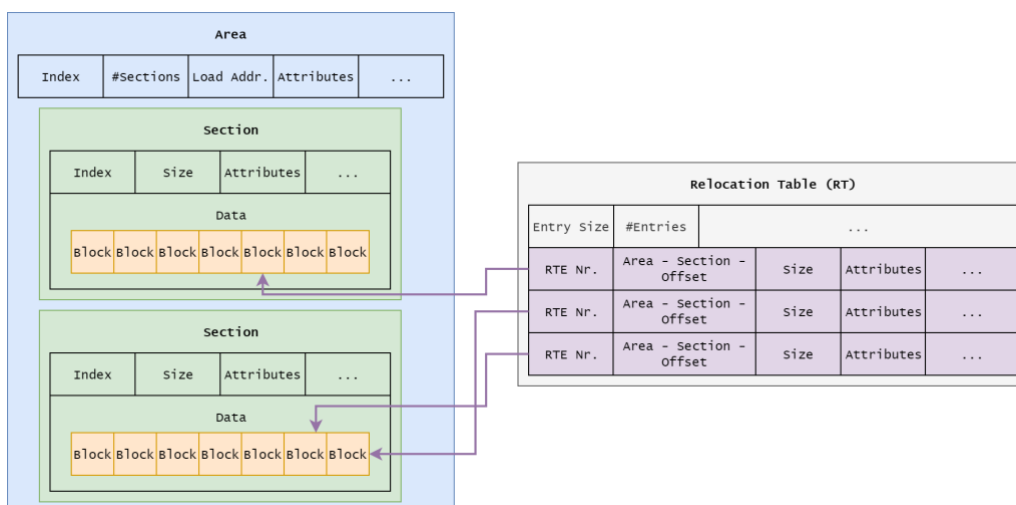 Area
Index #Sections Load Addr. Attributes ...
Section
Index Size Attributes ...
Data
Block Block Block Block Block Block Block
Section
Index Size Attributes ...
Data
Block Block Block Block Block Block Block
Relocation Table (RT)
Entry Size #Entries ...
RTE Nr. Area - Section - Offset Size Attributes ...
RTE Nr. Area - Section - Offset Size Attributes ...
RTE Nr. Area - Section - Offset Size Attributes ...